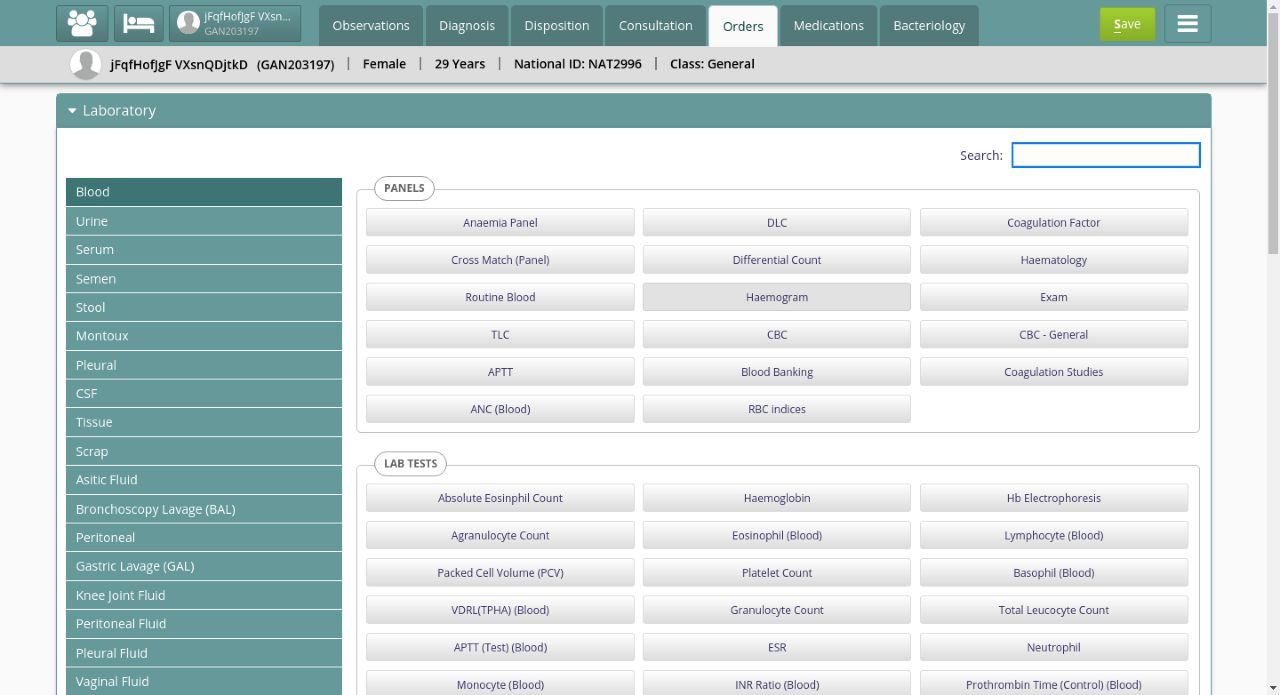 jFqfHofJgF VXsn...
GAN203197
Observations
Diagnosis
Disposition
Consultation
Orders
Medications
Bacteriology
Save
jFqfHofJgF VXsnQDjtkD (GAN203197) | Female | 29 Years | National ID: NAT2996 | Class: General
Laboratory
Search:
Blood
Urine
Serum
Semen
Stool
Montoux
Pleural
CSF
Tissue
Scrap
Asitic Fluid
Bronchoscopy Lavage (BAL)
Peritoneal
Gastric Lavage (GAL)
Knee Joint Fluid
Peritoneal Fluid
Pleural Fluid
Vaginal Fluid
PANELS
Anaemia Panel
DLC
Coagulation Factor
Cross Match (Panel)
Differential Count
Haematology
Routine Blood
Haemogram
Exam
TLC
CBC
CBC - General
APTT
Blood Banking
Coagulation Studies
ANC (Blood)
RBC indices
LAB TESTS
Absolute Eosinphil Count
Haemoglobin
Hb Electrophoresis
Agranulocyte Count
Eosinophil (Blood)
Lymphocyte (Blood)
Packed Cell Volume (PCV)
Platelet Count
Basophil (Blood)
VDRL(TPHA) (Blood)
Granulocyte Count
Total Leucocyte Count
APTT (Test) (Blood)
ESR
Neutrophil
Monocyte (Blood)
INR Ratio (Blood)
Prothrombin Time (Control) (Blood)